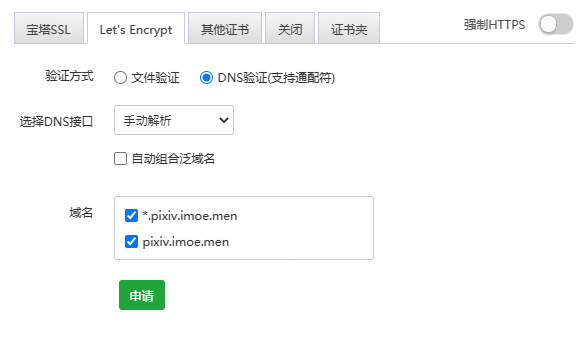 宝塔SSL Let's Encrypt 其他证书 关闭 证书夹 强制HTTPS
验证方式 文件验证 DNS验证(支持通配符)
选择DNS接口 手动解析
自动组合泛域名
域名 *.pixiv.imoe.men
pixiv.imoe.men
申请